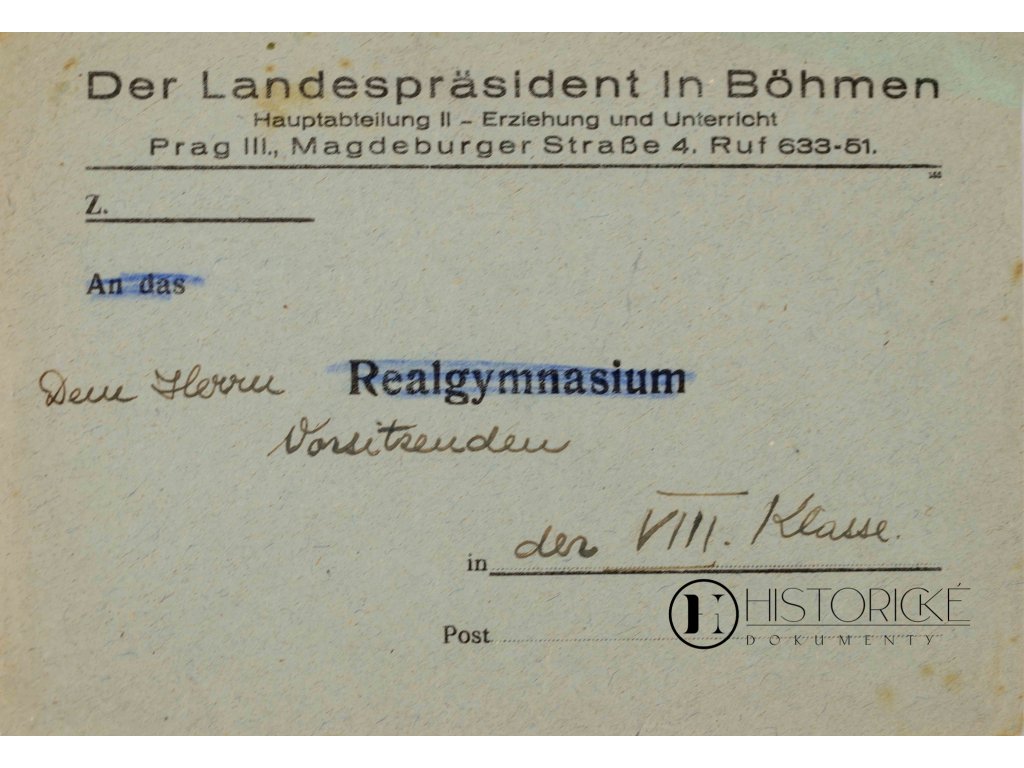 Der Landespräsident in Böhmen
Hauptabteilung II – Erziehung und Unterricht
Prag III., Magdeburger Straße 4. Ruf 633-51.
Z.
An das
Dem Herrn Realgymnasium
Vorsitzenden
in der VIII. Klasse.
HISTORICKÉ
DOKUMENTY
Post